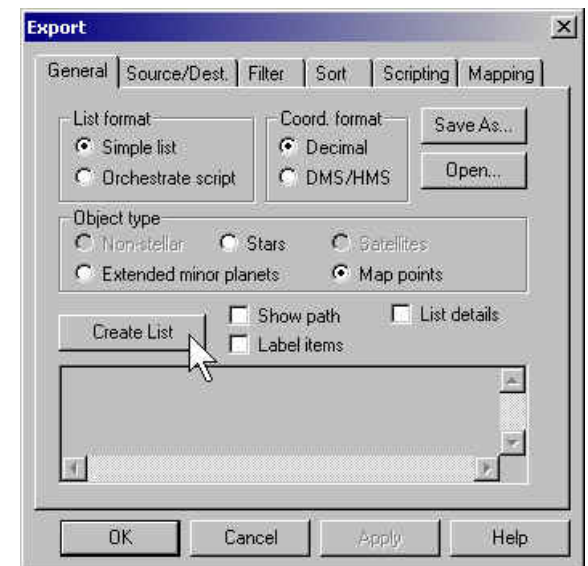 Export
General Source/Dest. Filter Sort Scripting Mapping
List format Coord. format Save As...
Simple list Decimal
Orchestrate script DMS/HMS Open...
Object type
Non-stellar Stars Satellites
Extended minor planets Map points
Create List Show path List details
Label items
OK Cancel Apply Help